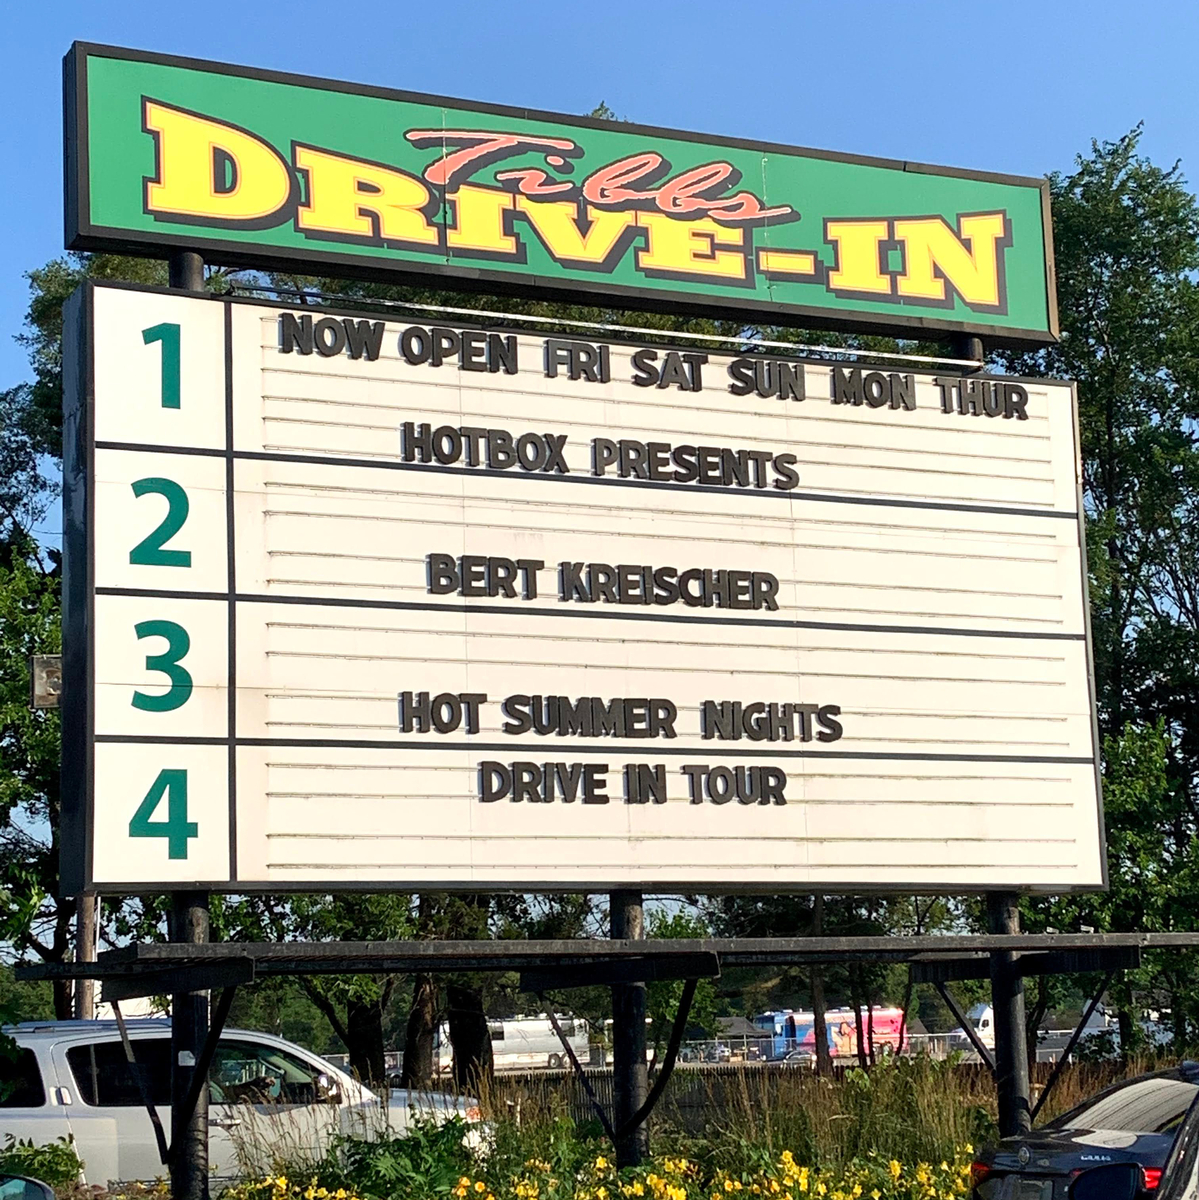 Tibbs
DRIVE-IN
1
NOW OPEN FRI SAT SUN MON THUR
HOTBOX PRESENTS
2
BERT KREISCHER
3
HOT SUMMER NIGHTS
4
DRIVE IN TOUR